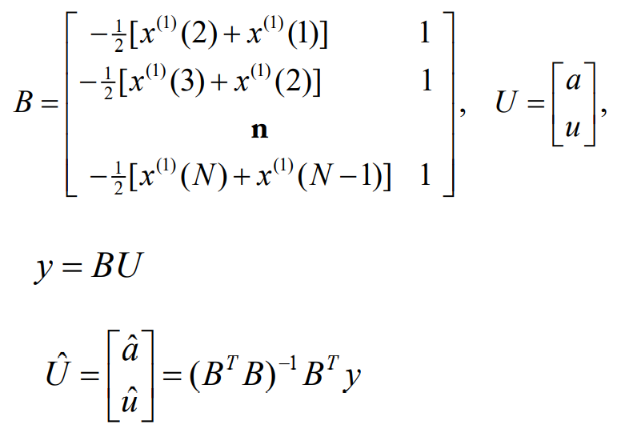 B = [ -½[x⁽¹⁾(2) + x⁽¹⁾(1)] 1
-½[x⁽¹⁾(3) + x⁽¹⁾(2)] 1
n
-½[x⁽¹⁾(N) + x⁽¹⁾(N-1)] 1 ], U = [ a
u ],
y = BU
Û = [ â
û ] = (BᵀB)⁻¹Bᵀy